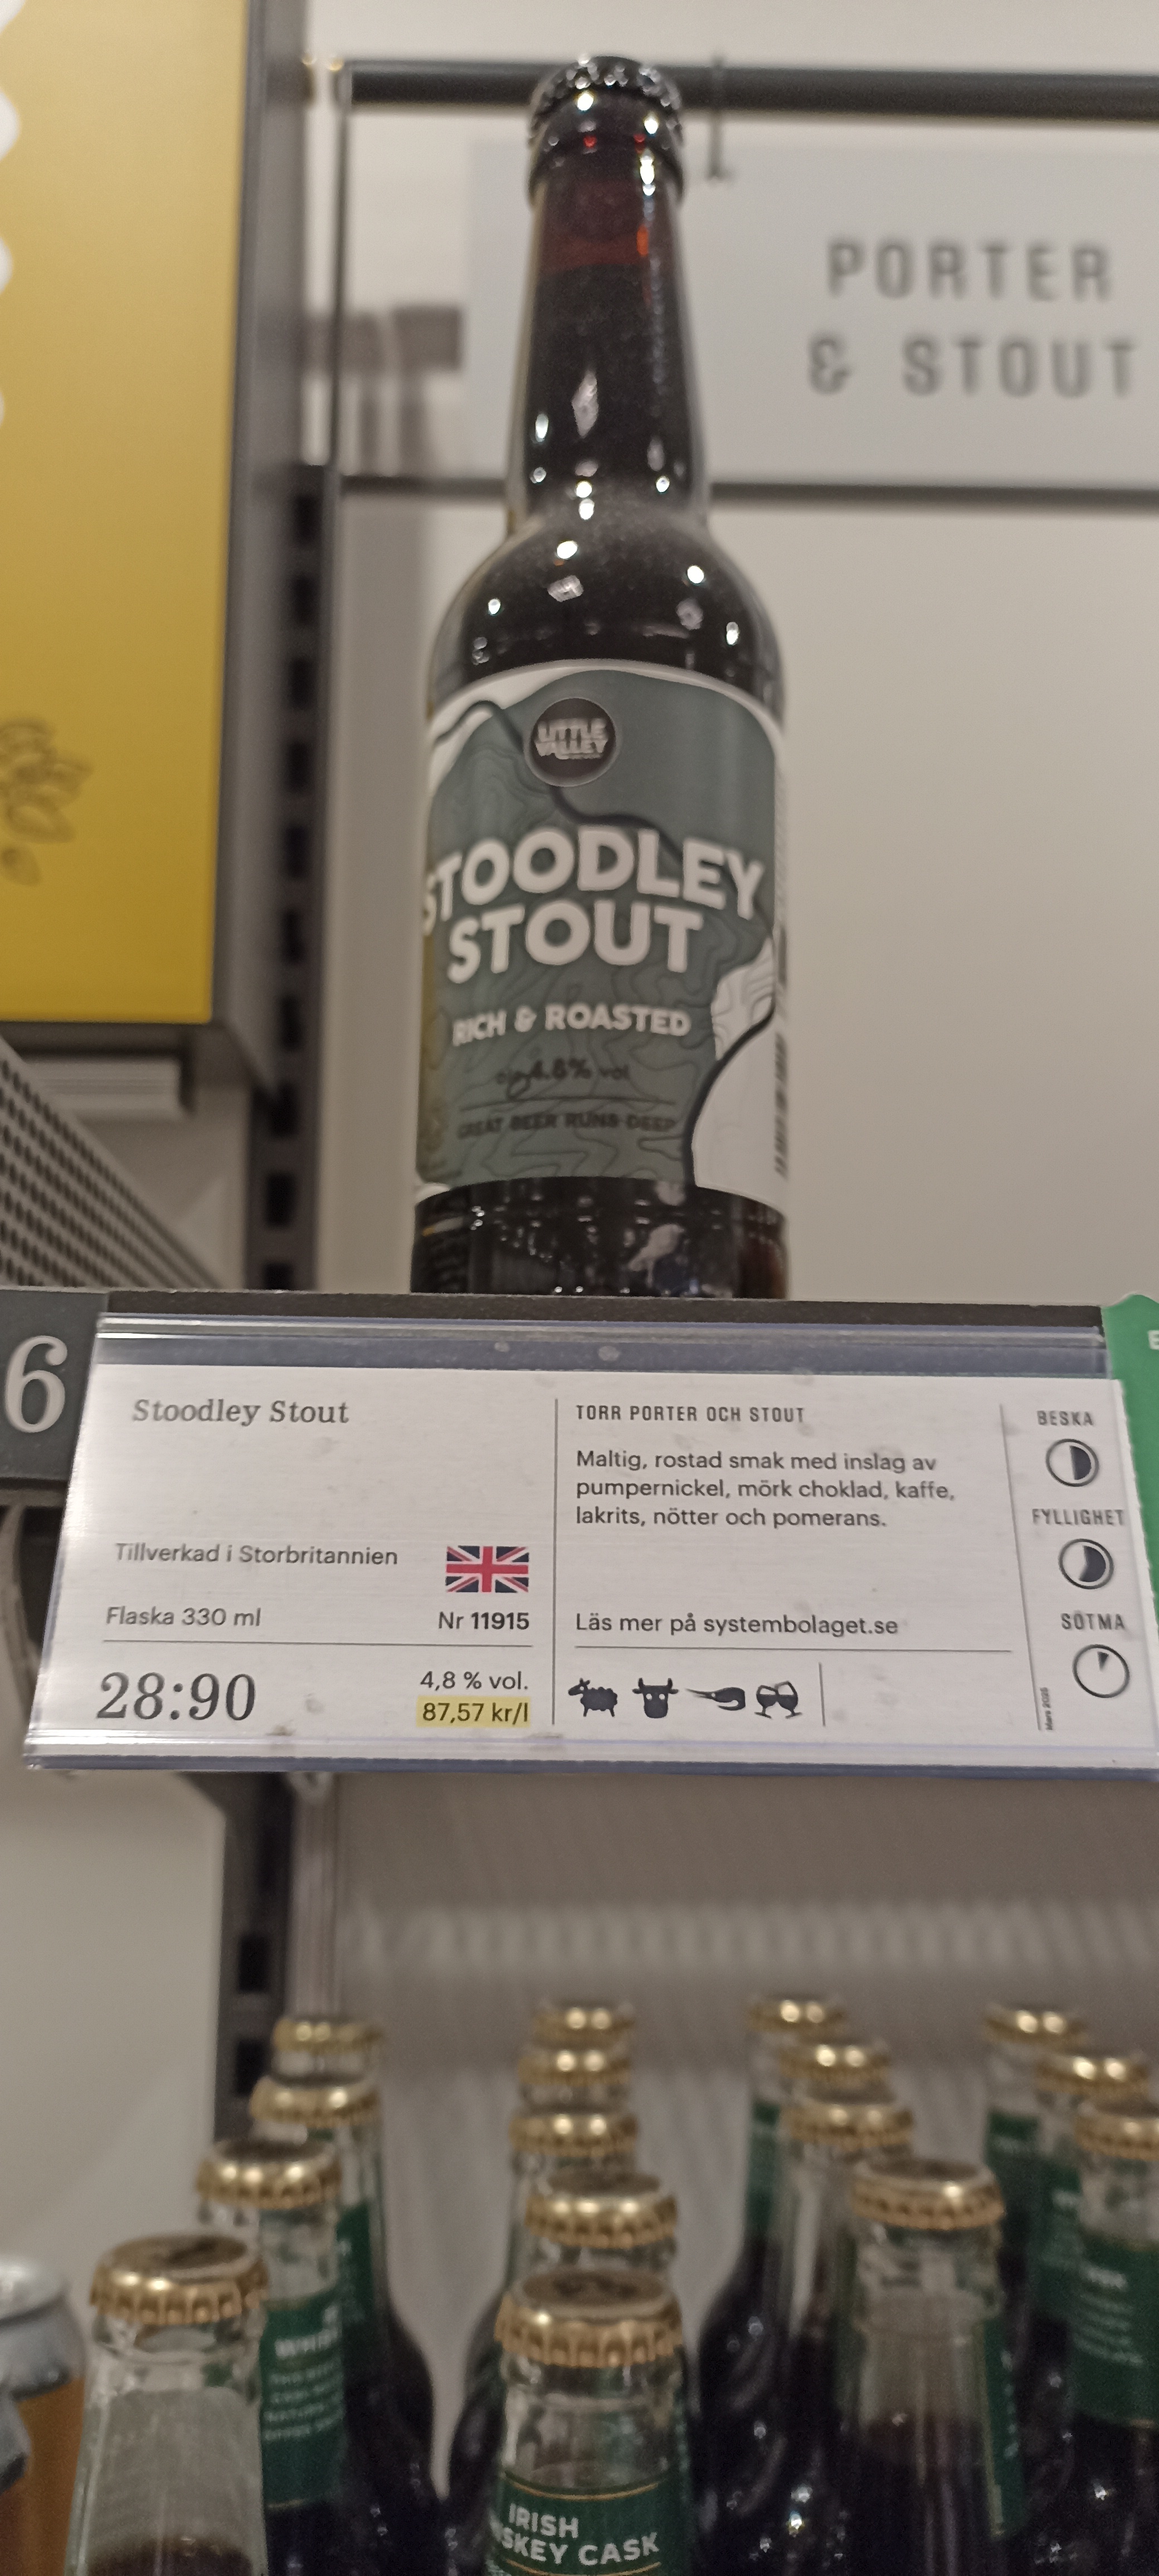 PORTER
& STOUT
LITTLE
VALLEY
STOODLEY
STOUT
RICH & ROASTED
4.8% vol
GREAT BEER RUNS DEEP
6
Stoodley Stout
Tillverkad i Storbritannien
Flaska 330 ml
Nr 11915
28:90
4,8 % vol.
87,57 kr/l
TORR PORTER OCH STOUT
Maltig, rostad smak med inslag av
pumpernickel, mörk choklad, kaffe,
lakrits, nötter och pomerans.
Läs mer på systembolaget.se
BESKA
FYLLIGHET
SÖTMA
Mars 2025
IRISH
SKEY CASK